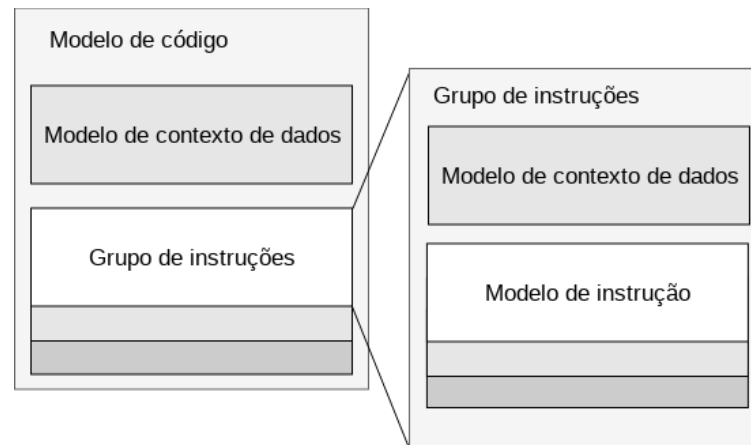 Modelo de código
Modelo de contexto de dados
Grupo de instruções
Grupo de instruções
Modelo de contexto de dados
Modelo de instrução